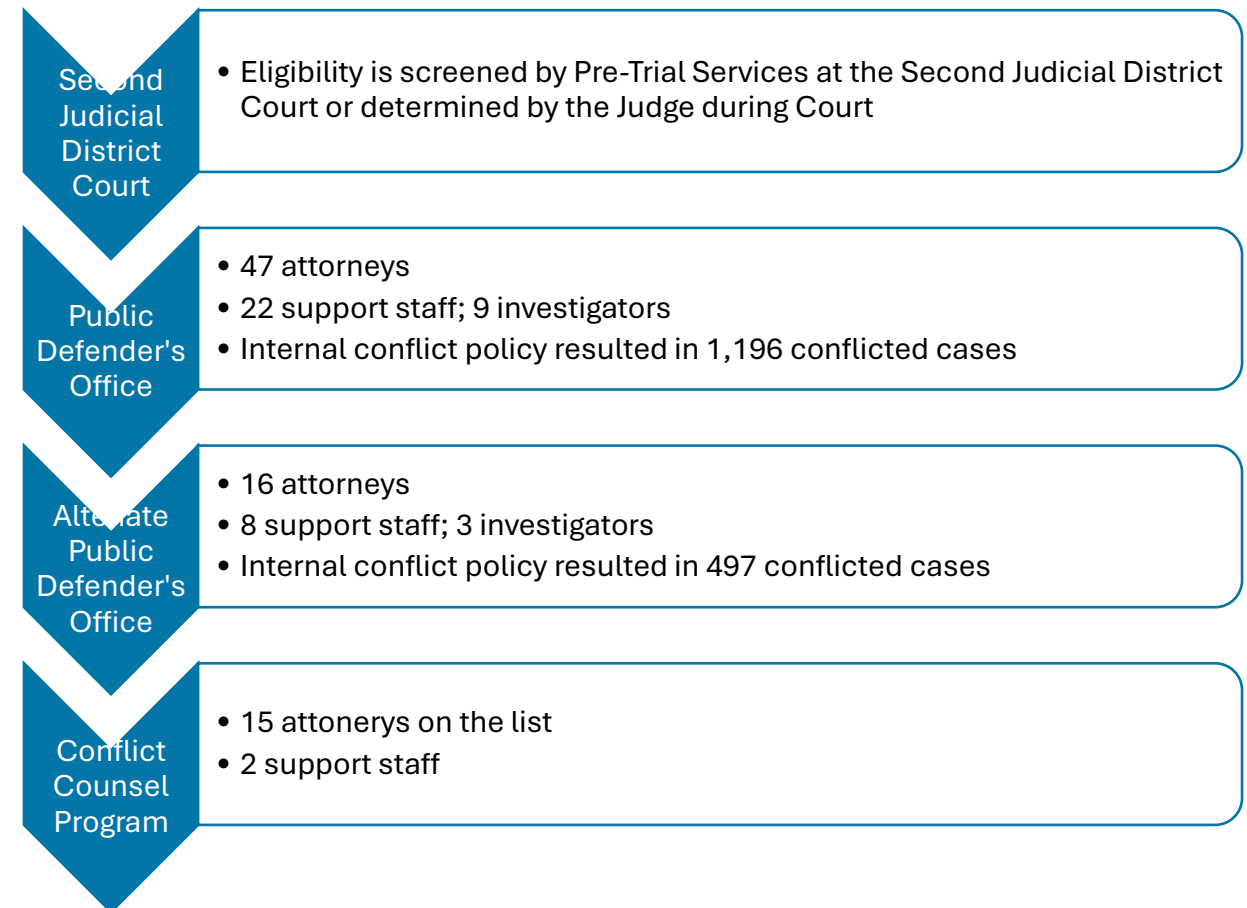 Second
Judicial
District
Court
• Eligibility is screened by Pre-Trial Services at the Second Judicial District
Court or determined by the Judge during Court
Public
Defender's
Office
• 47 attorneys
• 22 support staff; 9 investigators
• Internal conflict policy resulted in 1,196 conflicted cases
Alternate
Public
Defender's
Office
• 16 attorneys
• 8 support staff; 3 investigators
• Internal conflict policy resulted in 497 conflicted cases
Conflict
Counsel
Program
• 15 attonerys on the list
• 2 support staff